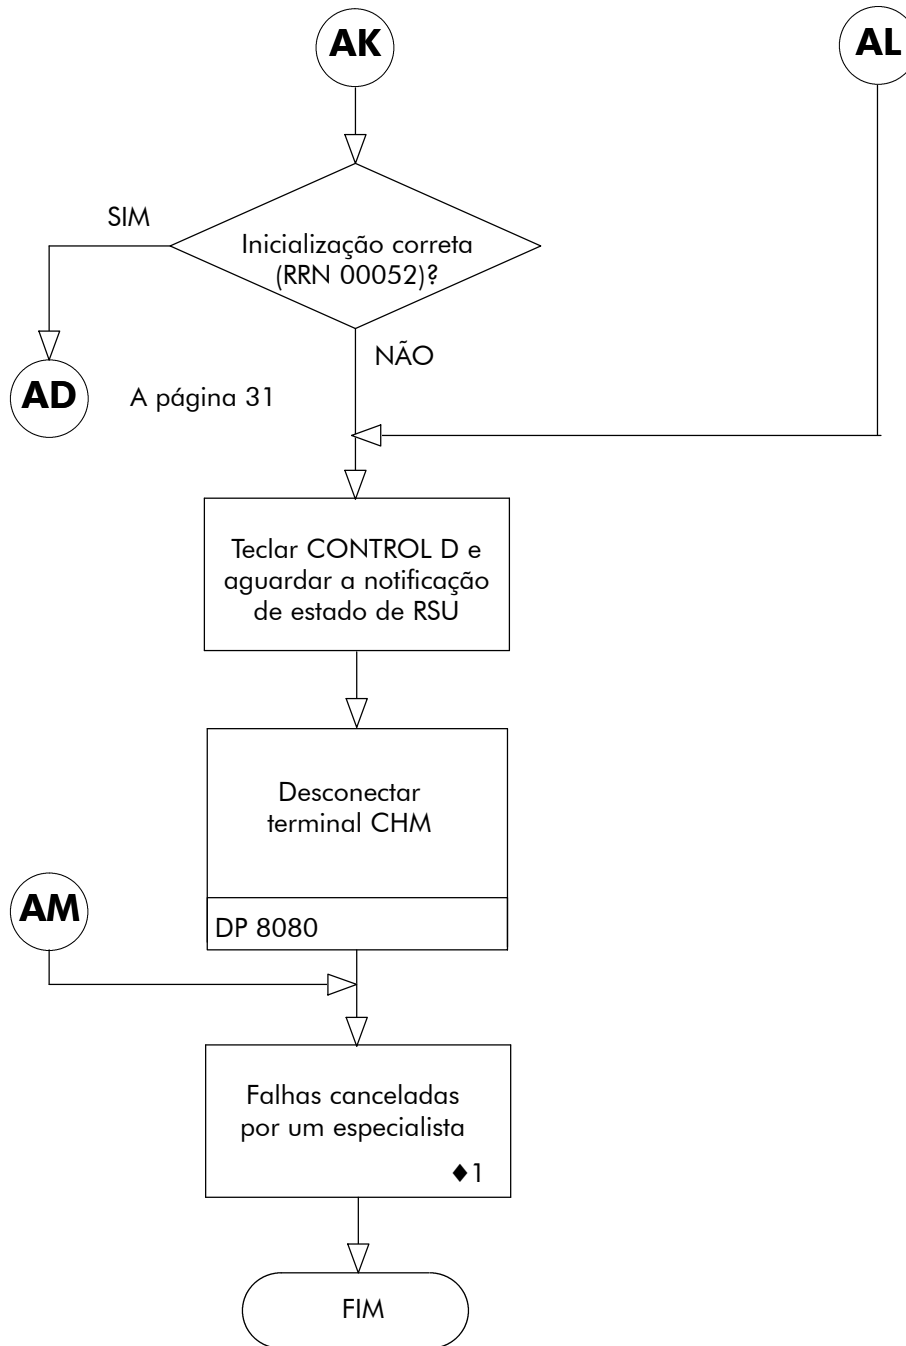 AK
AL
SIM
Inicialização correta
(RRN 00052)?
NÃO
AD
A página 31
Teclar CONTROL D e
aguardar a notificação
de estado de RSU
Desconectar
terminal CHM
AM
DP 8080
Falhas canceladas
por um especialista
♦1
FIM